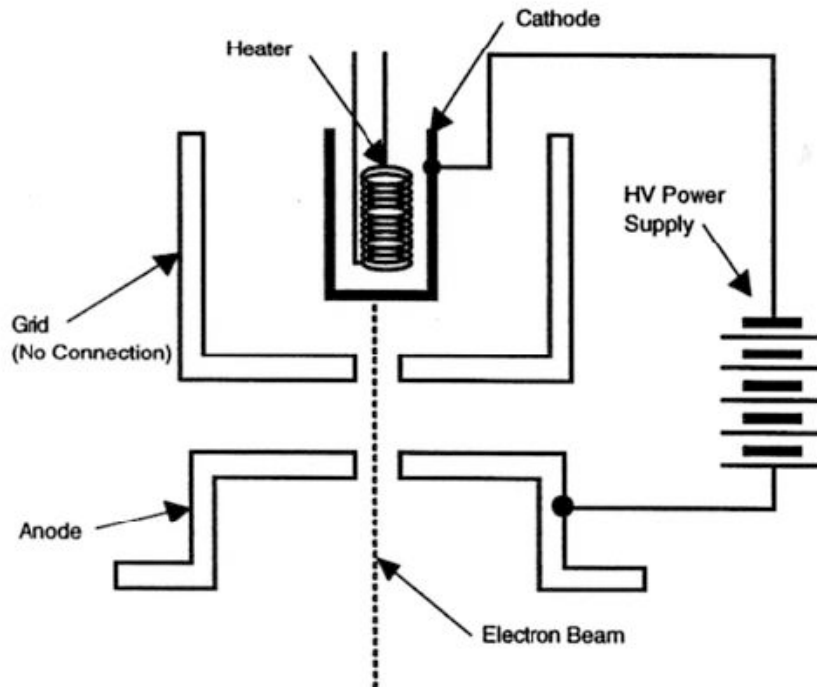 Cathode
Heater
HV Power
Supply
Grid
(No Connection)
Anode
Electron Beam